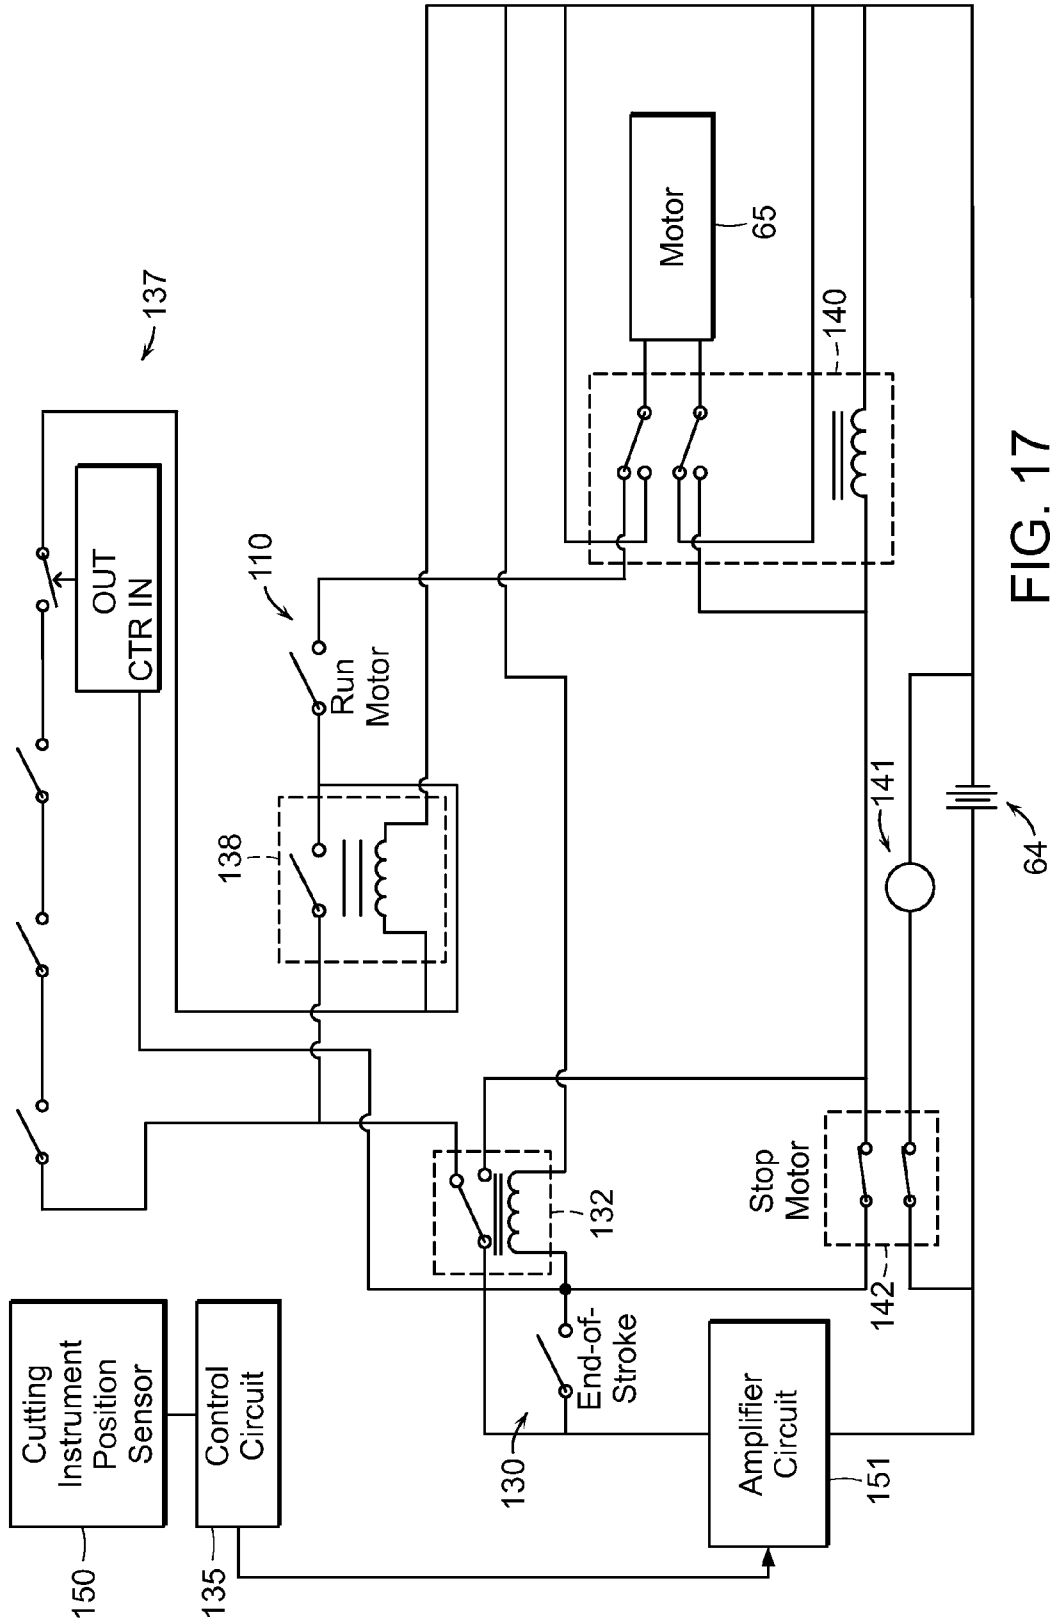 137
OUT
CTR IN
110
Run
Motor
138
Motor
65
140
141
64
Cutting
Instrument
Position
Sensor
150
Control
Circuit
135
130
End-of-
Stroke
132
Stop
Motor
142
Amplifier
Circuit
151
FIG. 17